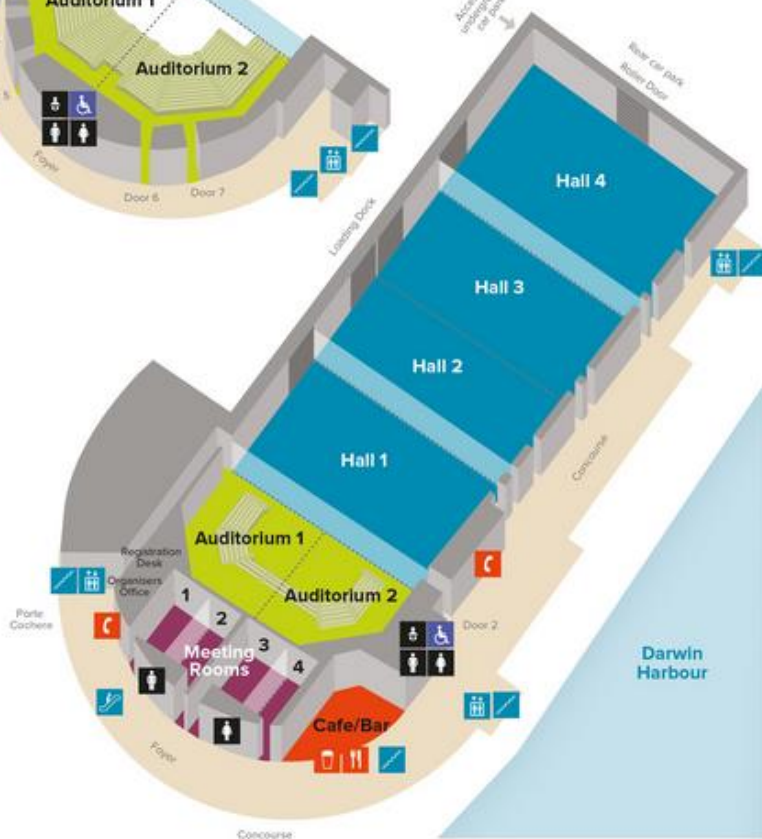 Auditorium 1
Auditorium 2
5
Foyer
Door 6
Door 7
Rear car park
Roller Door
Hall 4
Loading Dock
Hall 3
Hall 2
Hall 1
Concourse
Auditorium 1
Registration
Desk
Organisers
Office
Auditorium 2
Porte
Cochere
1
2
3
4
Meeting
Rooms
Door 2
Darwin
Harbour
Cafe/Bar
Foyer
Concourse